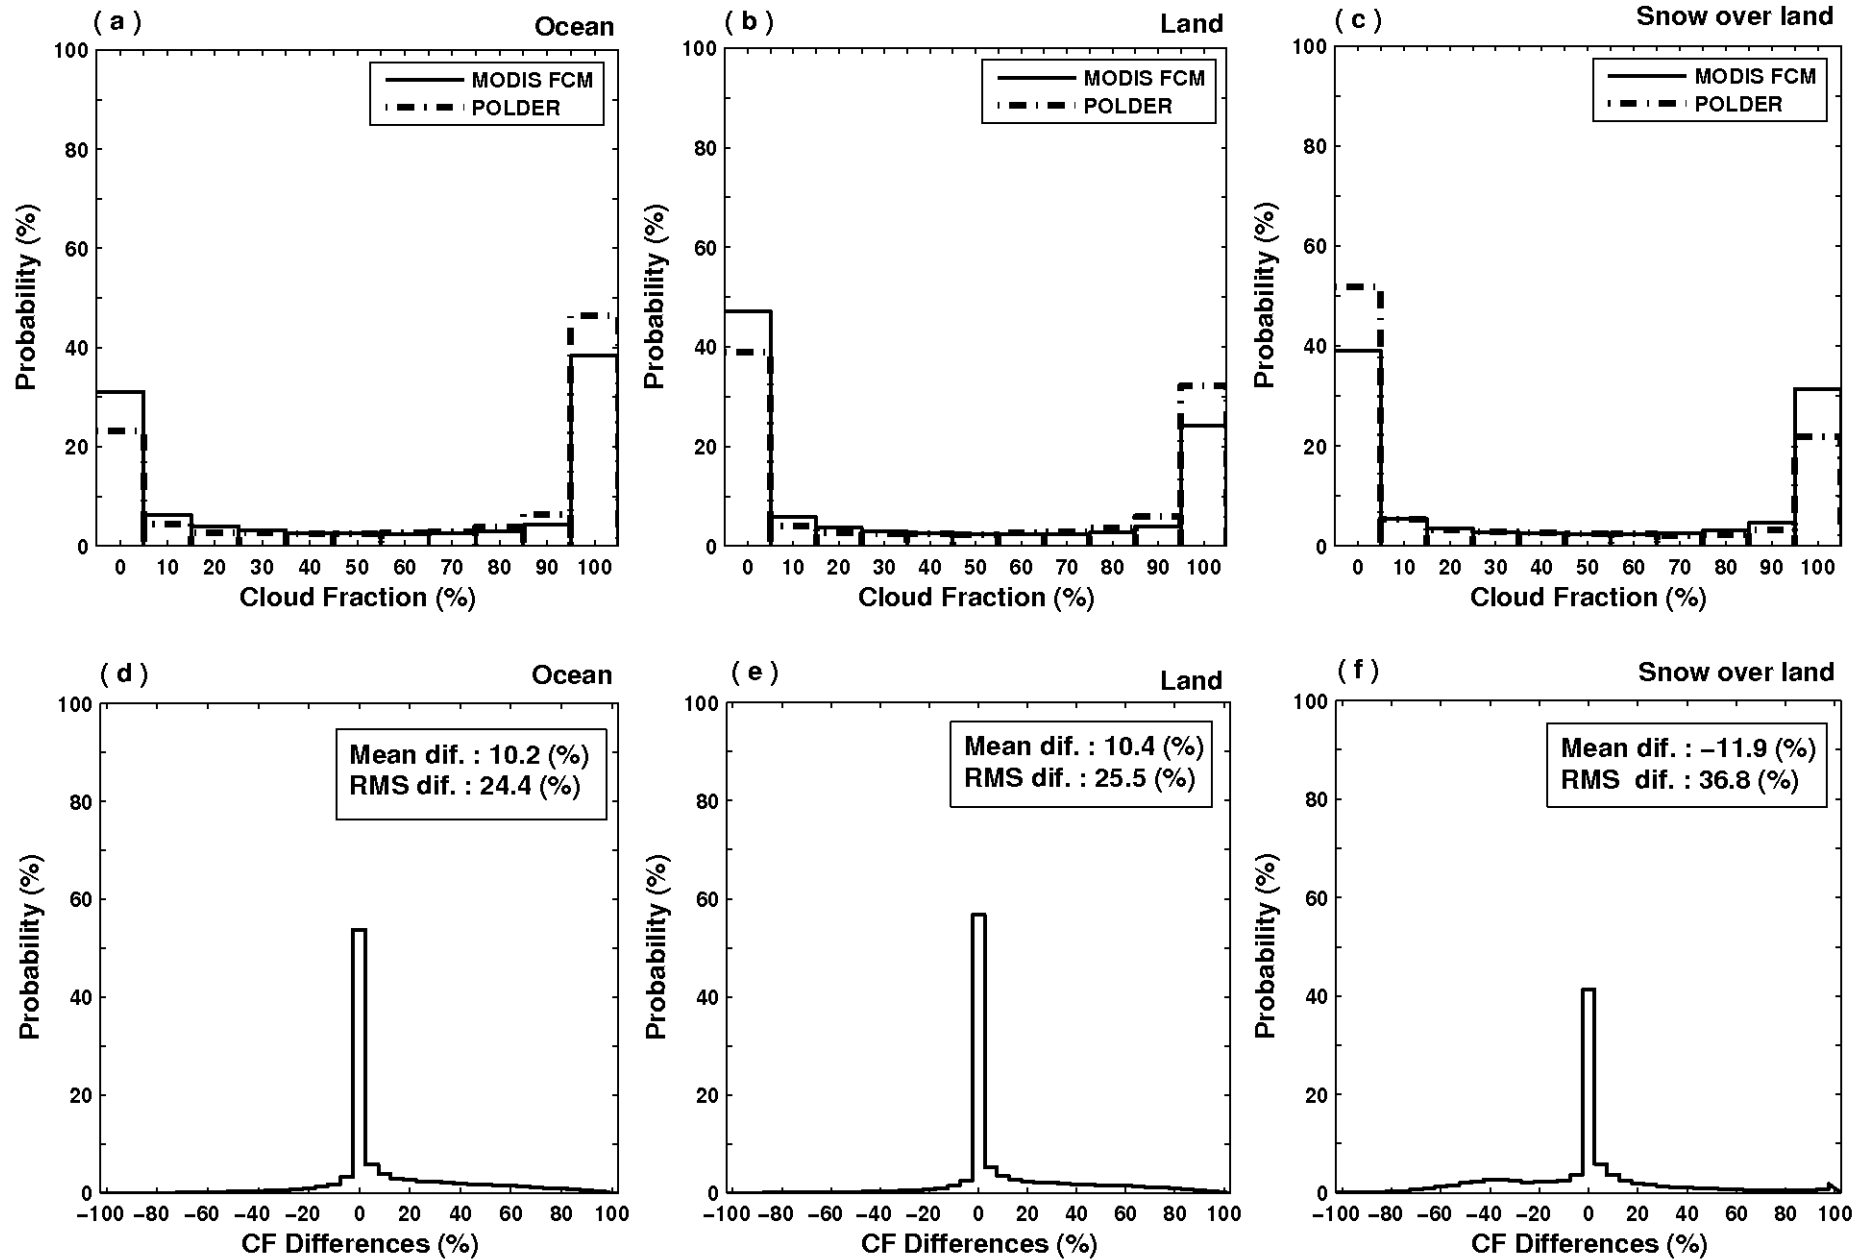 ( a )
Ocean
MODIS FCM
POLDER
100
80
60
40
20
0
Probability (%)
0 10 20 30 40 50 60 70 80 90 100
Cloud Fraction (%)
( b )
Land
MODIS FCM
POLDER
100
80
60
40
20
0
Probability (%)
0 10 20 30 40 50 60 70 80 90 100
Cloud Fraction (%)
( c )
Snow over land
MODIS FCM
POLDER
100
80
60
40
20
0
Probability (%)
0 10 20 30 40 50 60 70 80 90 100
Cloud Fraction (%)
( d )
Ocean
Mean dif. : 10.2 (%)
RMS dif. : 24.4 (%)
100
80
60
40
20
0
Probability (%)
−100 −80 −60 −40 −20 0 20 40 60 80 100
CF Differences (%)
( e )
Land
Mean dif. : 10.4 (%)
RMS dif. : 25.5 (%)
100
80
60
40
20
0
Probability (%)
−100 −80 −60 −40 −20 0 20 40 60 80 100
CF Differences (%)
( f )
Snow over land
Mean dif. : −11.9 (%)
RMS dif. : 36.8 (%)
100
80
60
40
20
0
Probability (%)
−100 −80 −60 −40 −20 0 20 40 60 80 100
CF Differences (%)